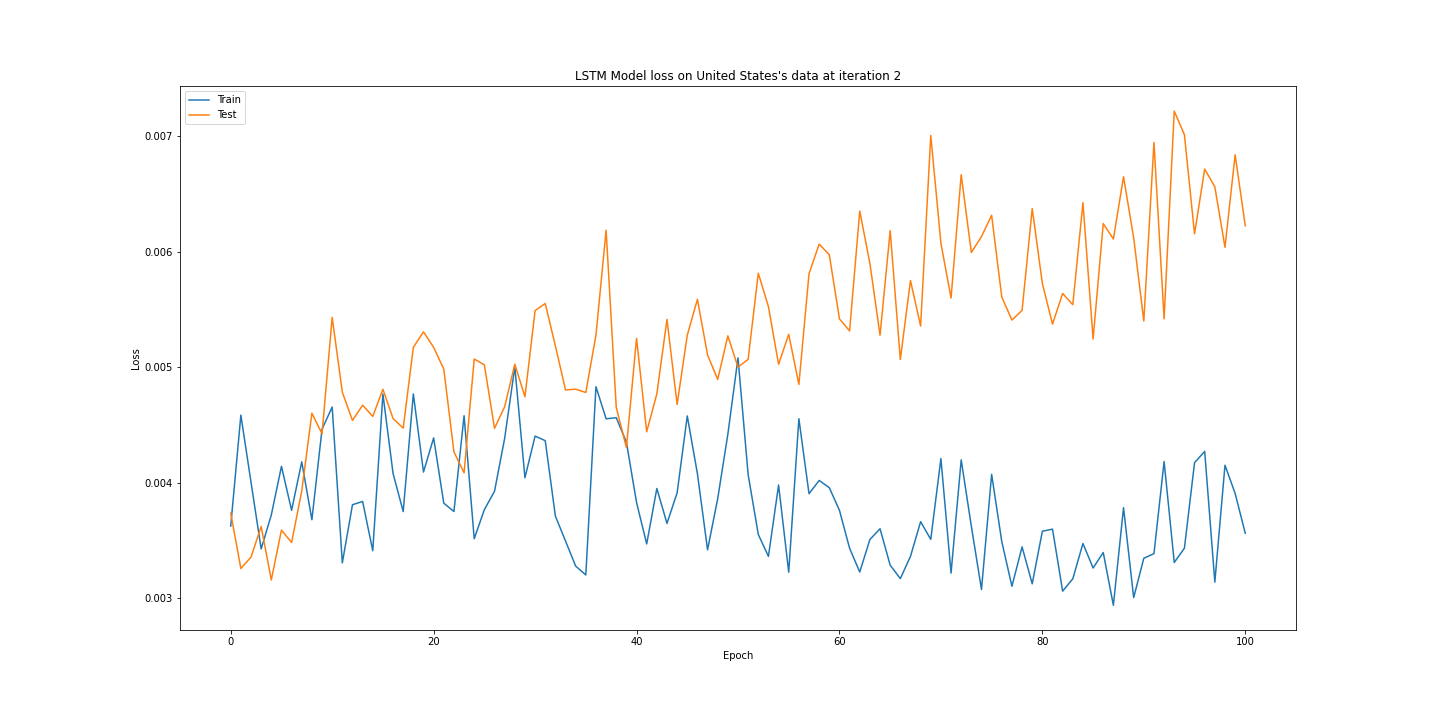 LSTM Model loss on United States's data at iteration 2
Train
Test
0.007
0.006
0.005
0.004
0.003
Loss
0 20 40 60 80 100
Epoch